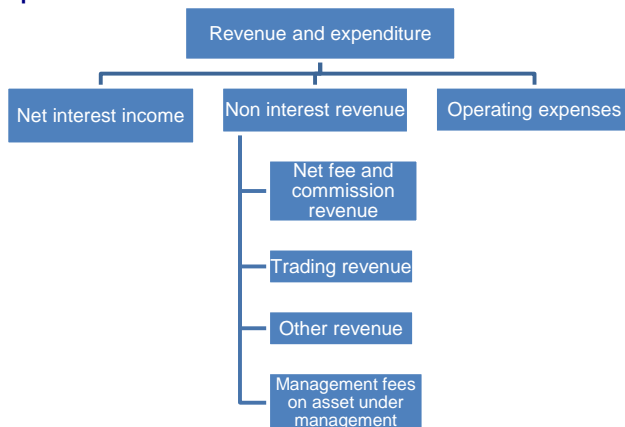 Revenue and expenditure
Net interest income
Non interest revenue
Operating expenses
Net fee and
commission
revenue
Trading revenue
Other revenue
Management fees
on asset under
management